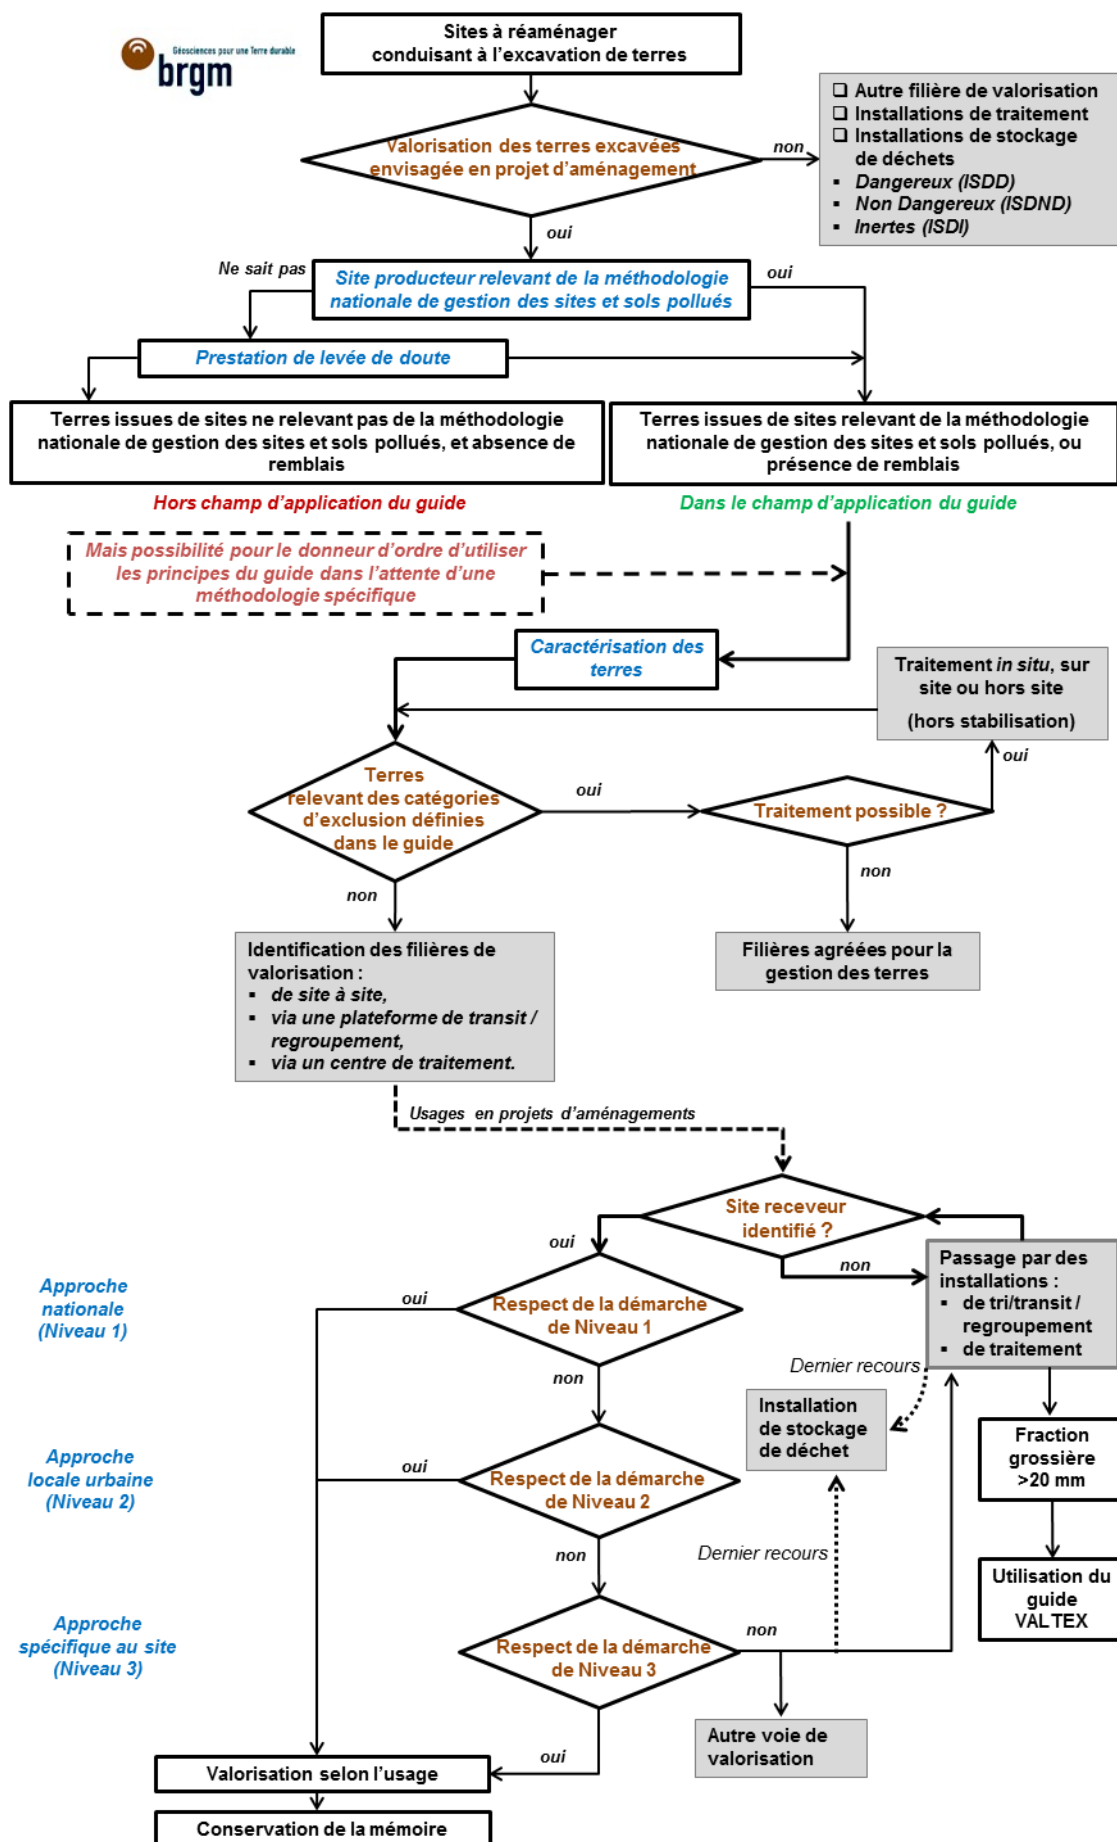 Géosciences pour une Terre durable
brgm
Sites à réaménager
conduisant à l'excavation de terres
Valorisation des terres excavées
envisagée en projet d'aménagement
non
❑ Autre filière de valorisation
❑ Installations de traitement
❑ Installations de stockage
de déchets
▪ Dangereux (ISDD)
▪ Non Dangereux (ISDND)
▪ Inertes (ISDI)
oui
Ne sait pas
Site producteur relevant de la méthodologie
nationale de gestion des sites et sols pollués
oui
Prestation de levée de doute
Terres issues de sites ne relevant pas de la méthodologie
nationale de gestion des sites et sols pollués, et absence de
remblais
Terres issues de sites relevant de la méthodologie
nationale de gestion des sites et sols pollués, ou
présence de remblais
Hors champ d'application du guide
Dans le champ d'application du guide
Mais possibilité pour le donneur d'ordre d'utiliser
les principes du guide dans l'attente d'une
méthodologie spécifique
Caractérisation des
terres
Traitement in situ, sur
site ou hors site
(hors stabilisation)
oui
Terres
relevant des catégories
d'exclusion définies
dans le guide
oui
Traitement possible ?
non
non
Identification des filières de
valorisation :
▪ de site à site,
▪ via une plateforme de transit /
regroupement,
▪ via un centre de traitement.
Filières agréées pour la
gestion des terres
Usages en projets d'aménagements
Site receveur
identifié ?
oui
non
Passage par des
installations :
▪ de tri/transit /
regroupement
▪ de traitement
Approche
nationale
(Niveau 1)
oui
Respect de la démarche
de Niveau 1
non
Dernier recours
Installation
de stockage
de déchet
Fraction
grossière
>20 mm
Approche
locale urbaine
(Niveau 2)
oui
Respect de la démarche
de Niveau 2
non
Dernier recours
Utilisation du
guide
VALTEX
Approche
spécifique au site
(Niveau 3)
Respect de la démarche
de Niveau 3
non
Autre voie de
valorisation
oui
Valorisation selon l'usage
Conservation de la mémoire